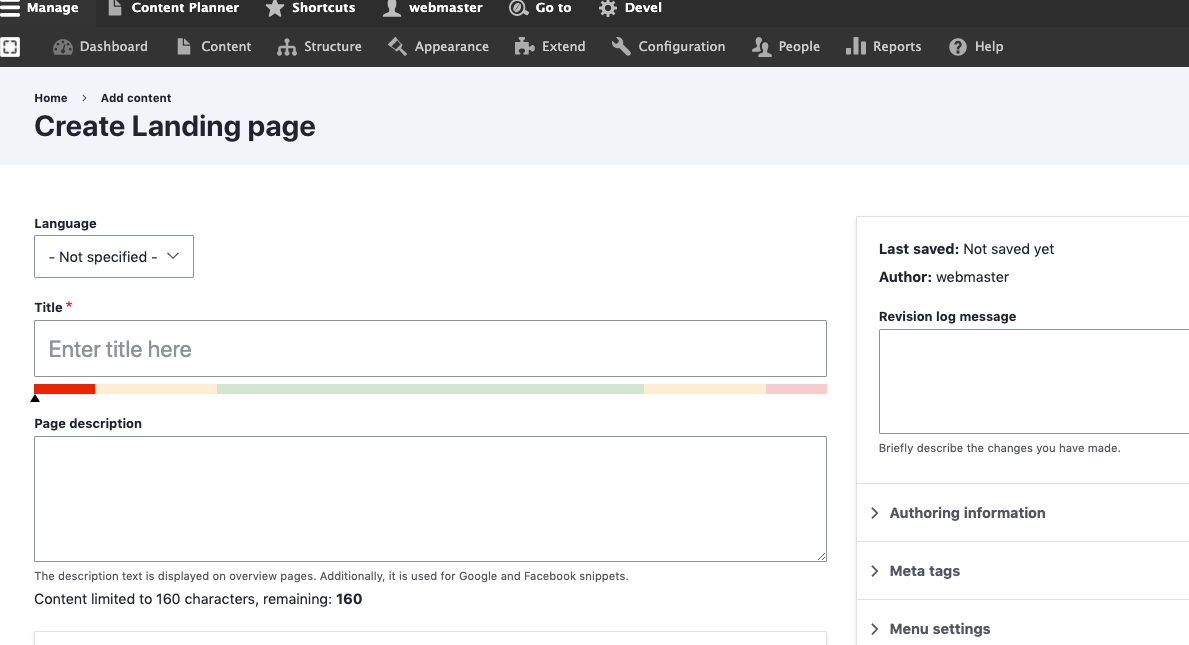 Manage Content Planner Shortcuts webmaster Go to Devel
Dashboard Content Structure Appearance Extend Configuration People Reports Help
Home > Add content
Create Landing page
Language
- Not specified -
Title *
Enter title here
Page description
The description text is displayed on overview pages. Additionally, it is used for Google and Facebook snippets.
Content limited to 160 characters, remaining: 160
Last saved: Not saved yet
Author: webmaster
Revision log message
Briefly describe the changes you have made.
Authoring information
Meta tags
Menu settings